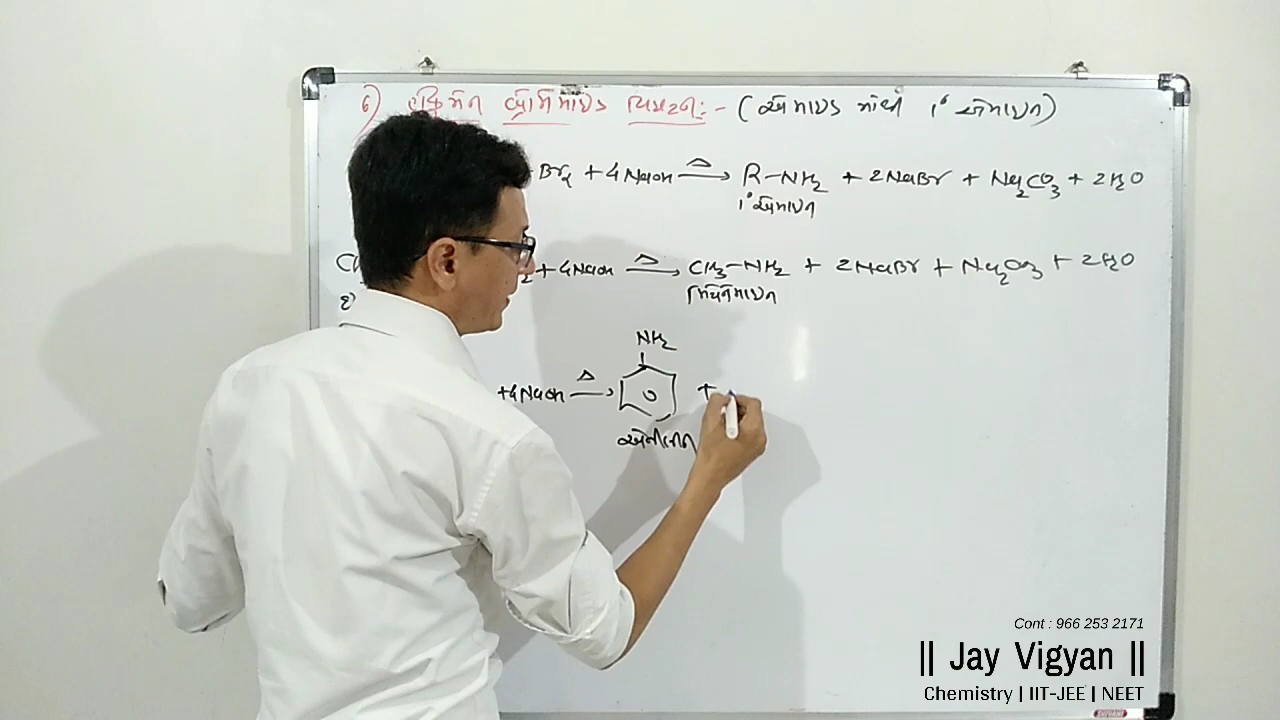 6) હોફમેન બ્રોમામાઇડ વિઘટન:- (એમાઇડ માંથી 1° એમાઇન)
Br₂ + 4NaOH △→ R-NH₂ + 2NaBr + Na₂CO₃ + 2H₂O
1° એમાઇન
+ 4NaOH △→ CH₃-NH₂ + 2NaBr + Na₂CO₃ + 2H₂O
મિથેનેમાઇન
NH₂
+4NaOH △→ +
એનીલીન
Cont : 966 253 2171
|| Jay Vigyan ||
Chemistry | IIT-JEE | NEET